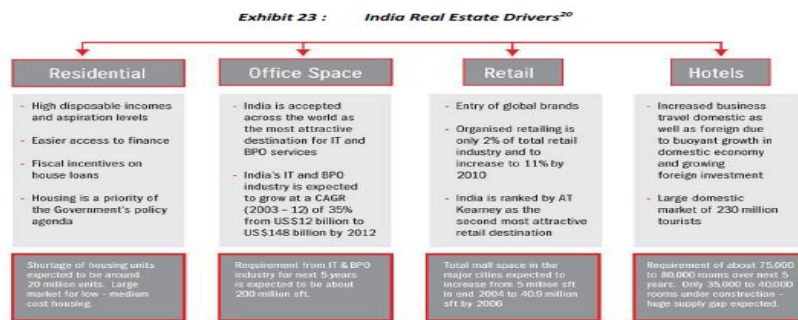 Exhibit 23 : India Real Estate Drivers²⁰
Residential
- High disposable incomes
and aspiration levels
- Easier access to finance
- Fiscal incentives on
house loans
- Housing is a priority of
the Government's policy
agenda
Shortage of housing units
expected to be around
20 million units. Large
market for low - medium
cost housing.
Office Space
- India is accepted
across the world as
the most attractive
destination for IT and
BPO services
- India's IT and BPO
industry is expected
to grow at a CAGR
(2003 - 12) of 35%
from US$12 billion to
US$148 billion by 2012
Requirement from IT & BPO
industry for next 5 years
is expected to be about
200 million sft.
Retail
- Entry of global brands
- Organised retailing is
only 2% of total retail
industry and to
increase to 11% by
2010
- India is ranked by AT
Kearney as the
second most attractive
retail destination
Total mall space in the
major cities expected to
increase from 5 million sft
in end 2004 to 40.9 million
sft by 2006
Hotels
- Increased business
travel domestic as
well as foreign due
to buoyant growth in
domestic economy
and growing
foreign investment
- Large domestic
market of 230 million
tourists
Requirement of about 75,000
to 80,000 rooms over next 5
years. Only 35,000 to 40,000
rooms under construction -
huge supply gap expected.